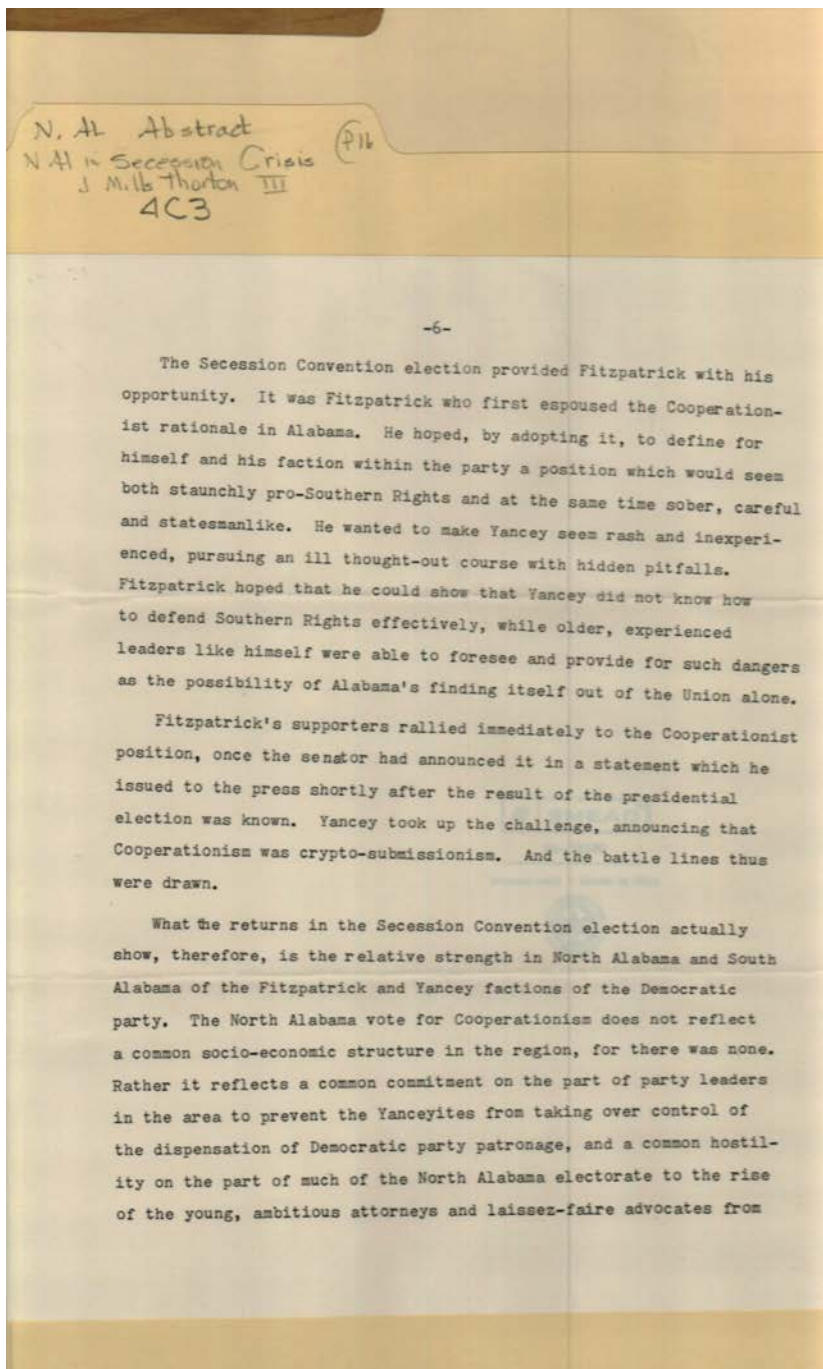 N. AL Abstract
P16
N Al in Secession Crisis
J Mills Thorton III
4C3
-6-
The Secession Convention election provided Fitzpatrick with his
opportunity. It was Fitzpatrick who first espoused the Cooperation-
ist rationale in Alabama. He hoped, by adopting it, to define for
himself and his faction within the party a position which would seem
both staunchly pro-Southern Rights and at the same time sober, careful
and statesmanlike. He wanted to make Yancey seem rash and inexperi-
enced, pursuing an ill thought-out course with hidden pitfalls.
Fitzpatrick hoped that he could show that Yancey did not know how
to defend Southern Rights effectively, while older, experienced
leaders like himself were able to foresee and provide for such dangers
as the possibility of Alabama's finding itself out of the Union alone.
Fitzpatrick's supporters rallied immediately to the Cooperationist
position, once the senator had announced it in a statement which he
issued to the press shortly after the result of the presidential
election was known. Yancey took up the challenge, announcing that
Cooperationism was crypto-submissionism. And the battle lines thus
were drawn.
What the returns in the Secession Convention election actually
show, therefore, is the relative strength in North Alabama and South
Alabama of the Fitzpatrick and Yancey factions of the Democratic
party. The North Alabama vote for Cooperationism does not reflect
a common socio-economic structure in the region, for there was none.
Rather it reflects a common commitment on the part of party leaders
in the area to prevent the Yanceyites from taking over control of
the dispensation of Democratic party patronage, and a common hostil-
ity on the part of much of the North Alabama electorate to the rise
of the young, ambitious attorneys and laissez-faire advocates from